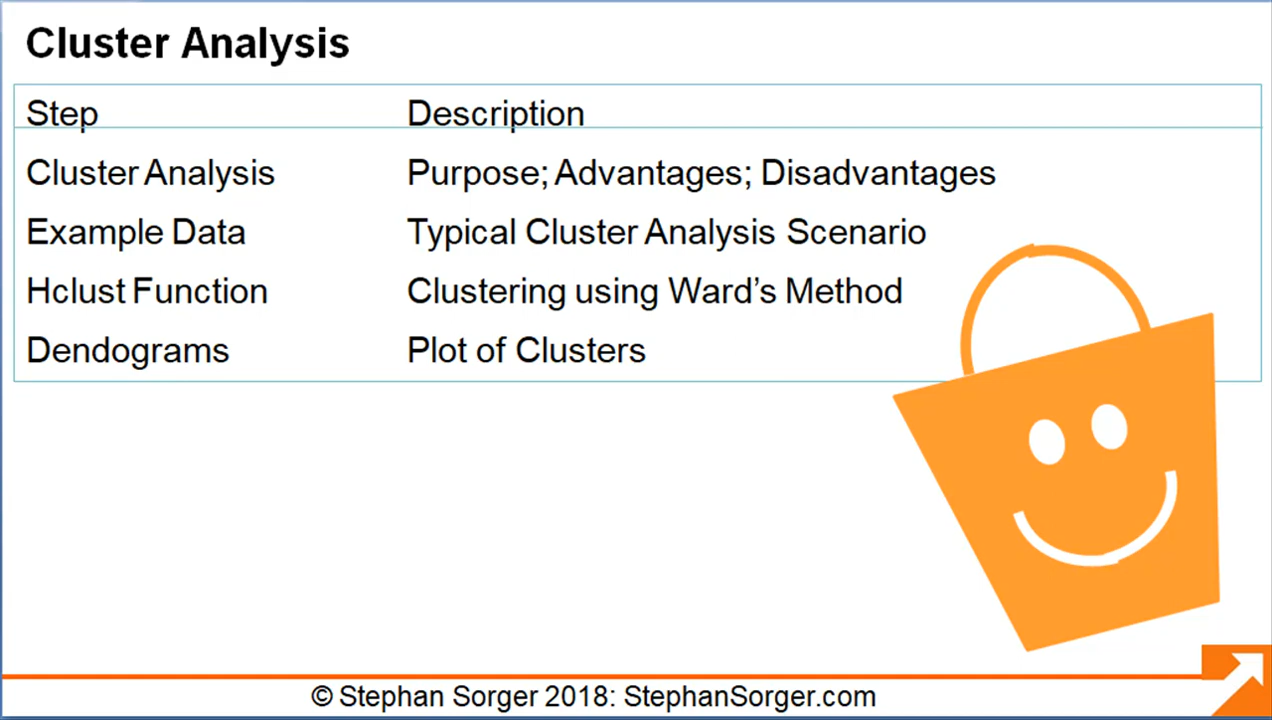 Cluster Analysis
Step Description
Cluster Analysis Purpose; Advantages; Disadvantages
Example Data Typical Cluster Analysis Scenario
Hclust Function Clustering using Ward’s Method
Dendograms Plot of Clusters
© Stephan Sorger 2018: StephanSorger.com